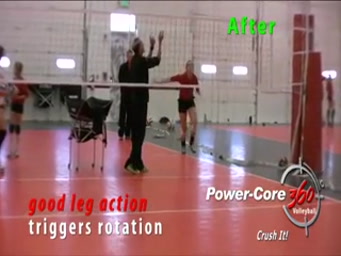 After
good leg action
triggers rotation
Power-Core 360
Volleyball
Crush It!